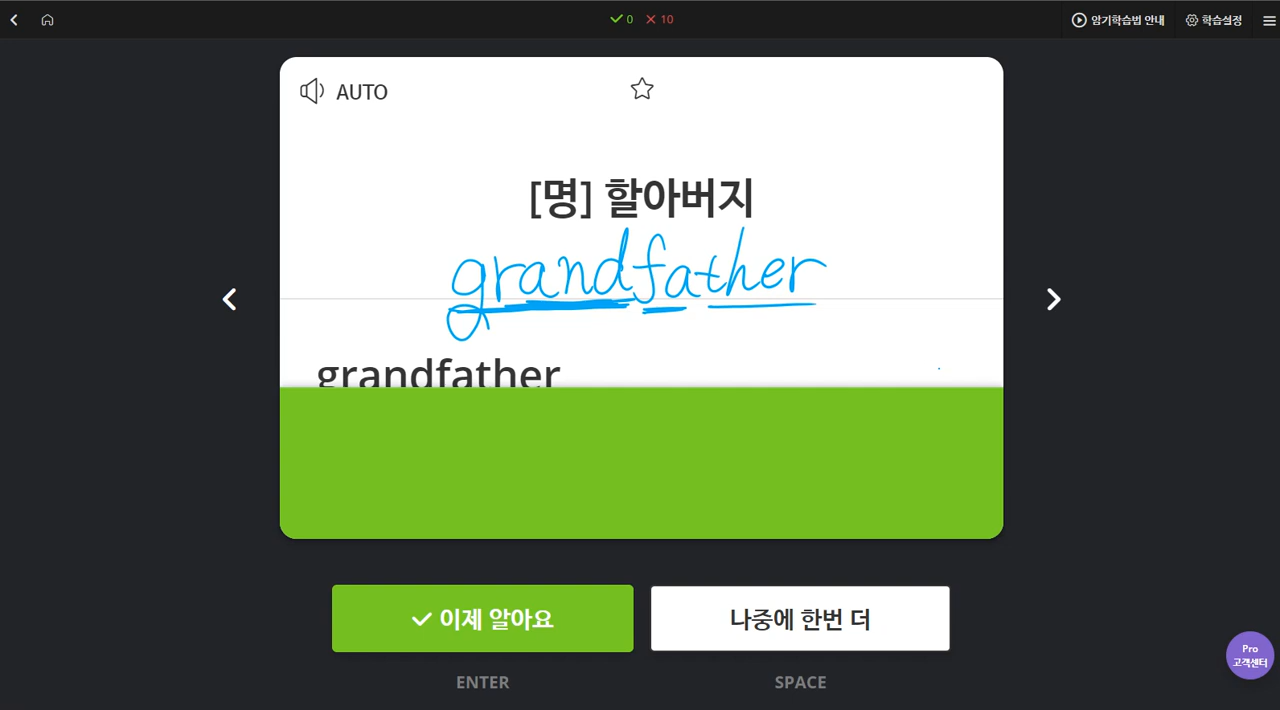 0 10 암기학습법 안내 학습설정
AUTO
[명] 할아버지
grandfather
grandfather
이제 알아요 나중에 한번 더
ENTER SPACE
Pro
고객센터